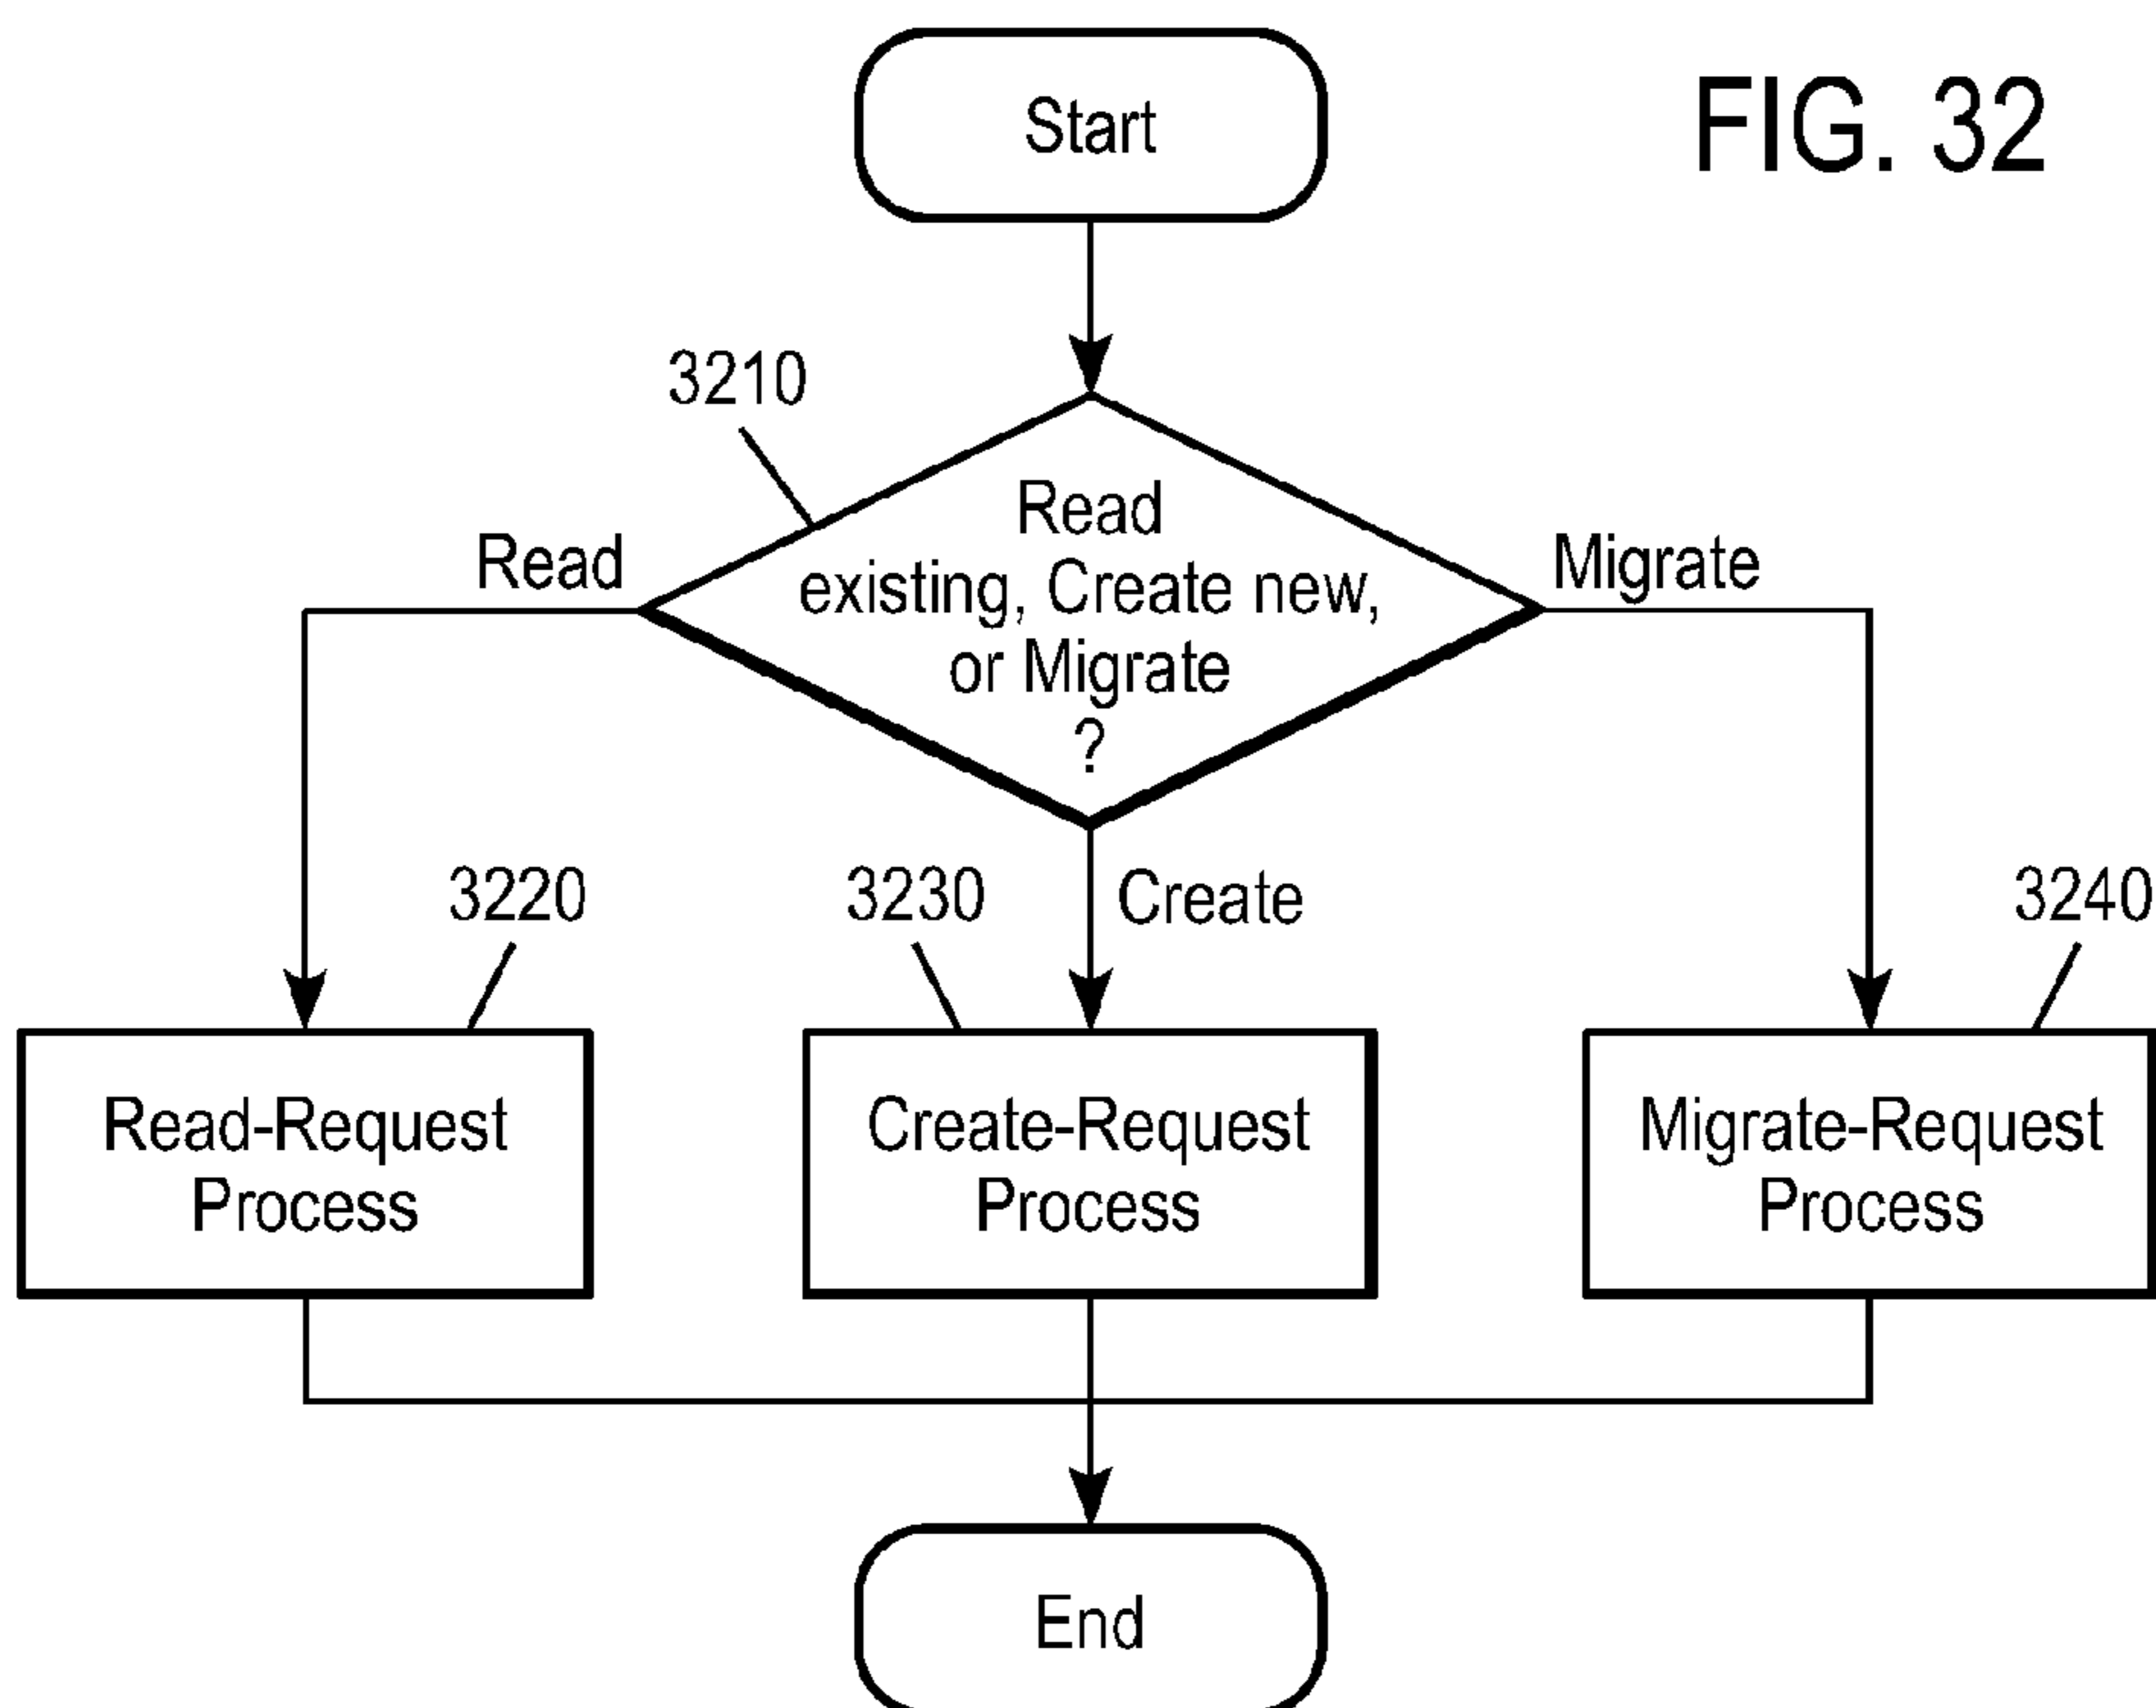 Start
FIG. 32
3210
Read
existing, Create new,
or Migrate
?
Read
Migrate
3220
3230
Create
3240
Read-Request
Process
Create-Request
Process
Migrate-Request
Process
End